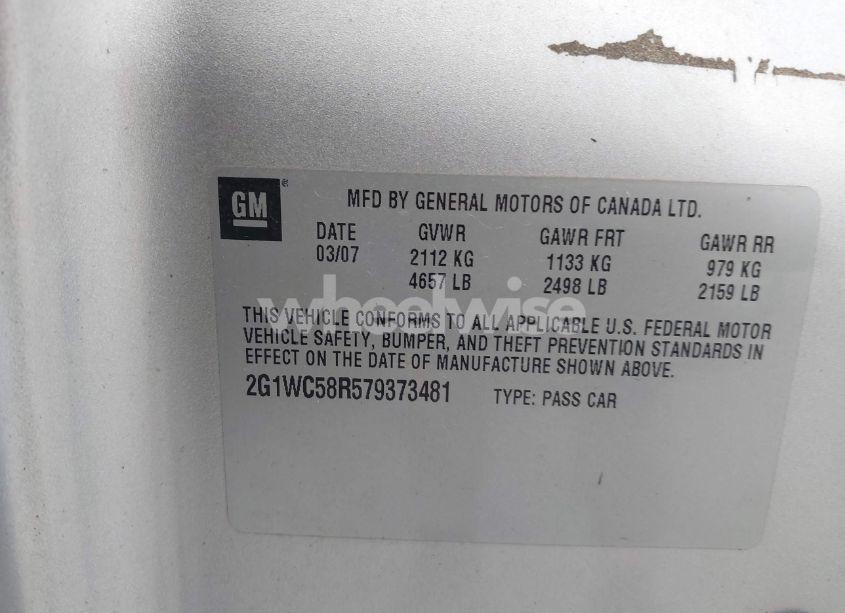 GM ®
MFD BY GENERAL MOTORS OF CANADA LTD.
DATE GVWR GAWR FRT GAWR RR
03/07 2112 KG 1133 KG 979 KG
4657 LB 2498 LB 2159 LB
wheelwise
THIS VEHICLE CONFORMS TO ALL APPLICABLE U.S. FEDERAL MOTOR
VEHICLE SAFETY, BUMPER, AND THEFT PREVENTION STANDARDS IN
EFFECT ON THE DATE OF MANUFACTURE SHOWN ABOVE.
2G1WC58R579373481 TYPE: PASS CAR